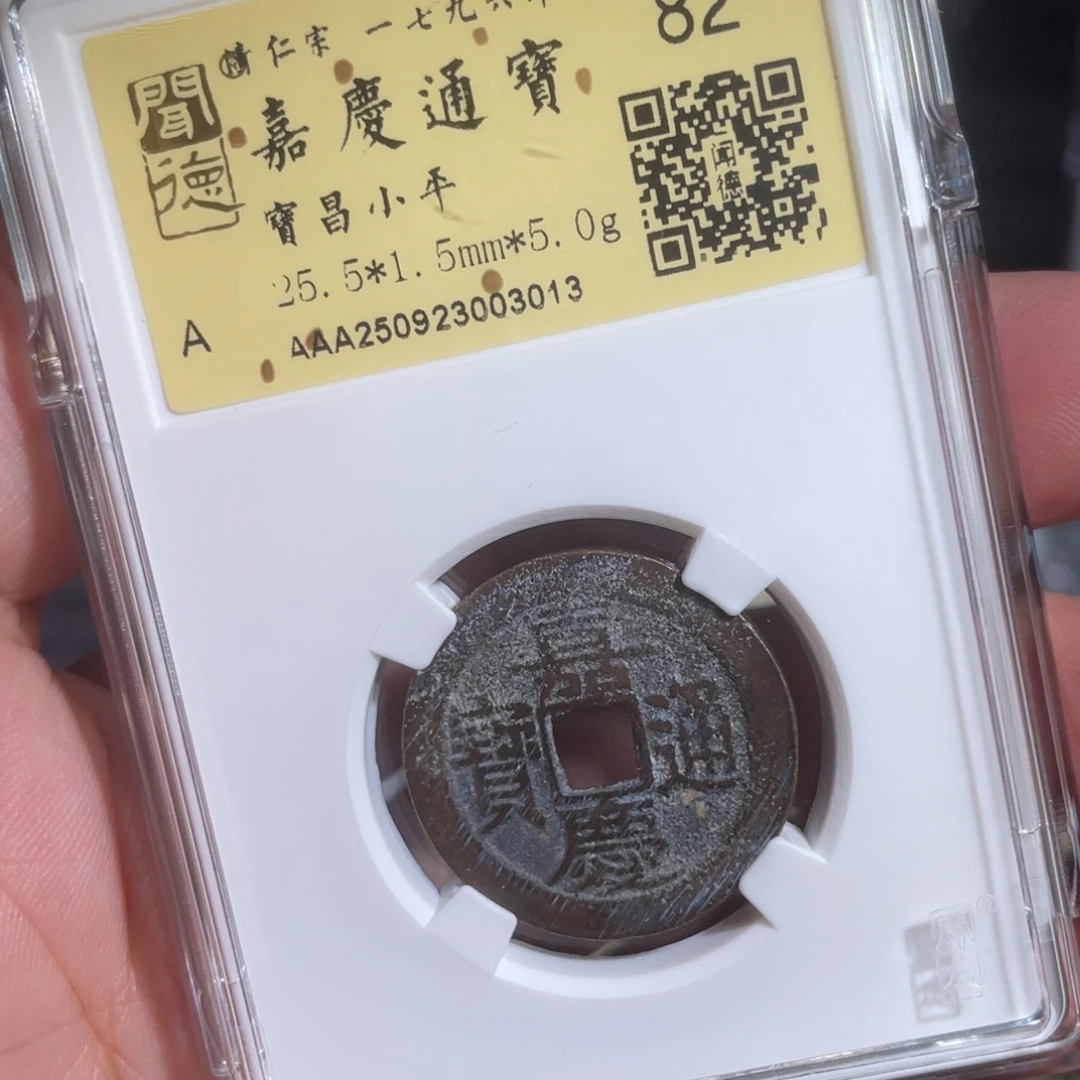 清仁宗 一七九六年
82
聞德
嘉慶通寶
闻德
寶昌小平
25.5*1.5mm*5.0g
A
AAA250923003013
嘉
寶 通
慶